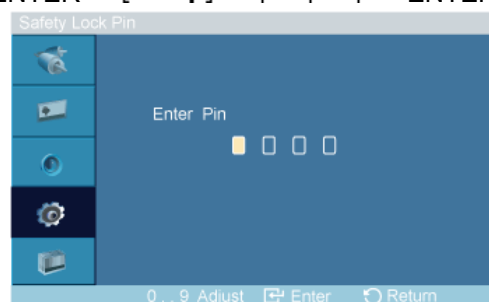 Safety Lock Pin
Enter Pin
0 . . 9 Adjust Enter Return